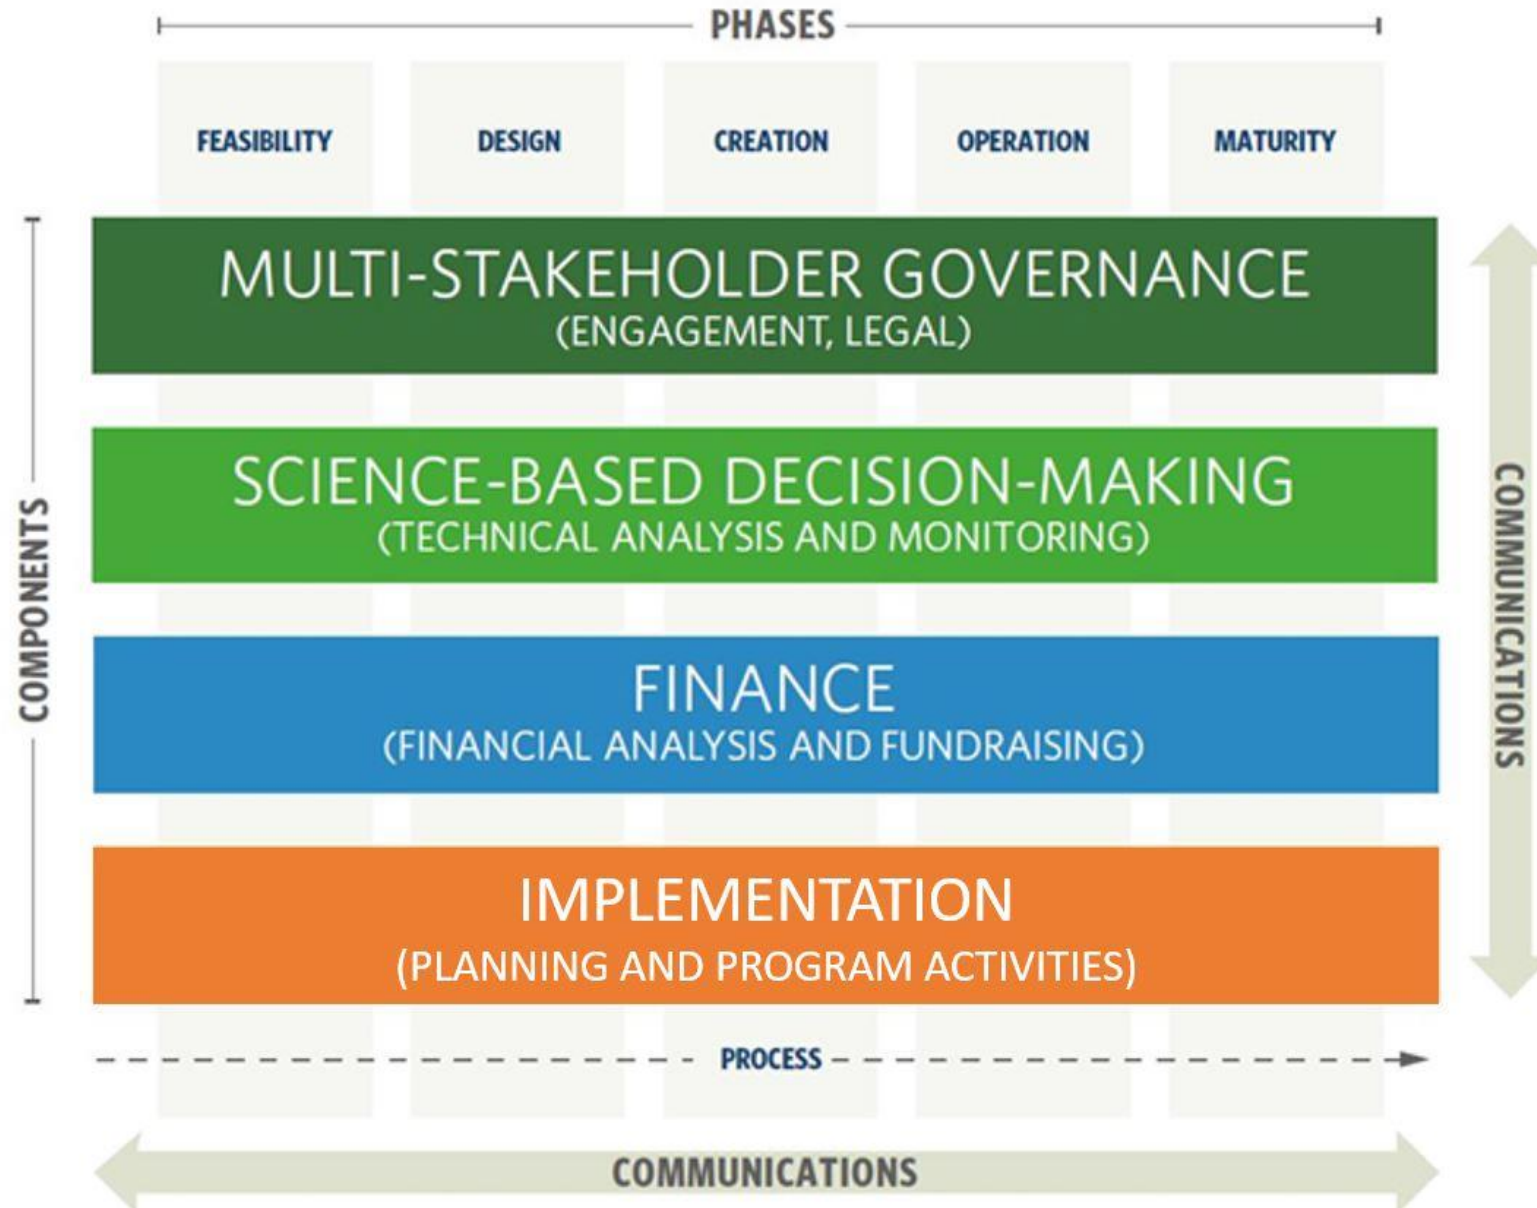 PHASES
FEASIBILITY
DESIGN
CREATION
OPERATION
MATURITY
COMPONENTS
MULTI-STAKEHOLDER GOVERNANCE
(ENGAGEMENT, LEGAL)
SCIENCE-BASED DECISION-MAKING
(TECHNICAL ANALYSIS AND MONITORING)
FINANCE
(FINANCIAL ANALYSIS AND FUNDRAISING)
IMPLEMENTATION
(PLANNING AND PROGRAM ACTIVITIES)
COMMUNICATIONS
PROCESS
COMMUNICATIONS